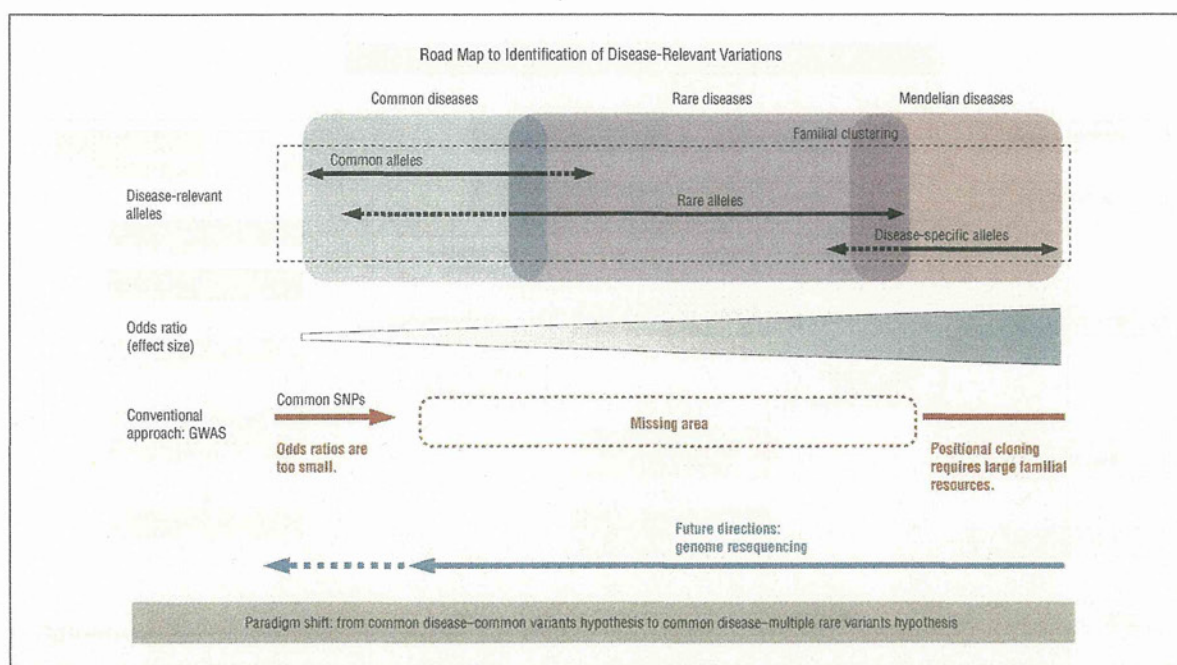 Road Map to Identification of Disease-Relevant Variations
Common diseases
Rare diseases
Mendelian diseases
Familial clustering
Common alleles
Disease-relevant
alleles
Rare alleles
Disease-specific alleles
Odds ratio
(effect size)
Common SNPs
Conventional
approach: GWAS
Missing area
Odds ratios are
too small.
Positional cloning
requires large familial
resources.
Future directions:
genome resequencing
Paradigm shift: from common disease–common variants hypothesis to common disease–multiple rare variants hypothesis